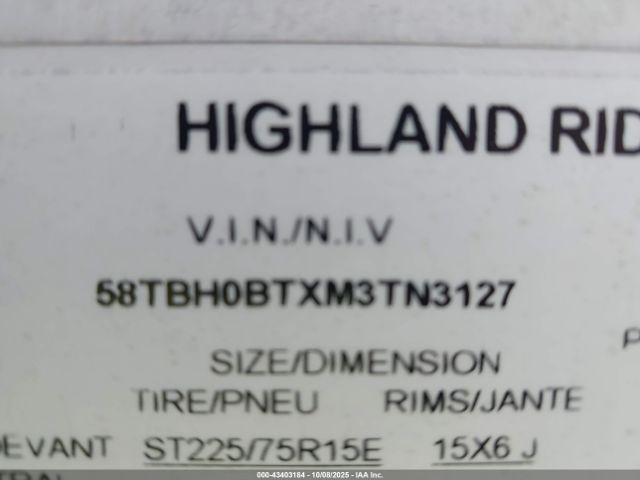 HIGHLAND RID
V.I.N./N.I.V
58TBH0BTXM3TN3127
SIZE/DIMENSION
TIRE/PNEU RIMS/JANTE
DEVANT ST225/75R15E 15X6 J
000-43403184 | 10/08/2025 - IAA Inc.